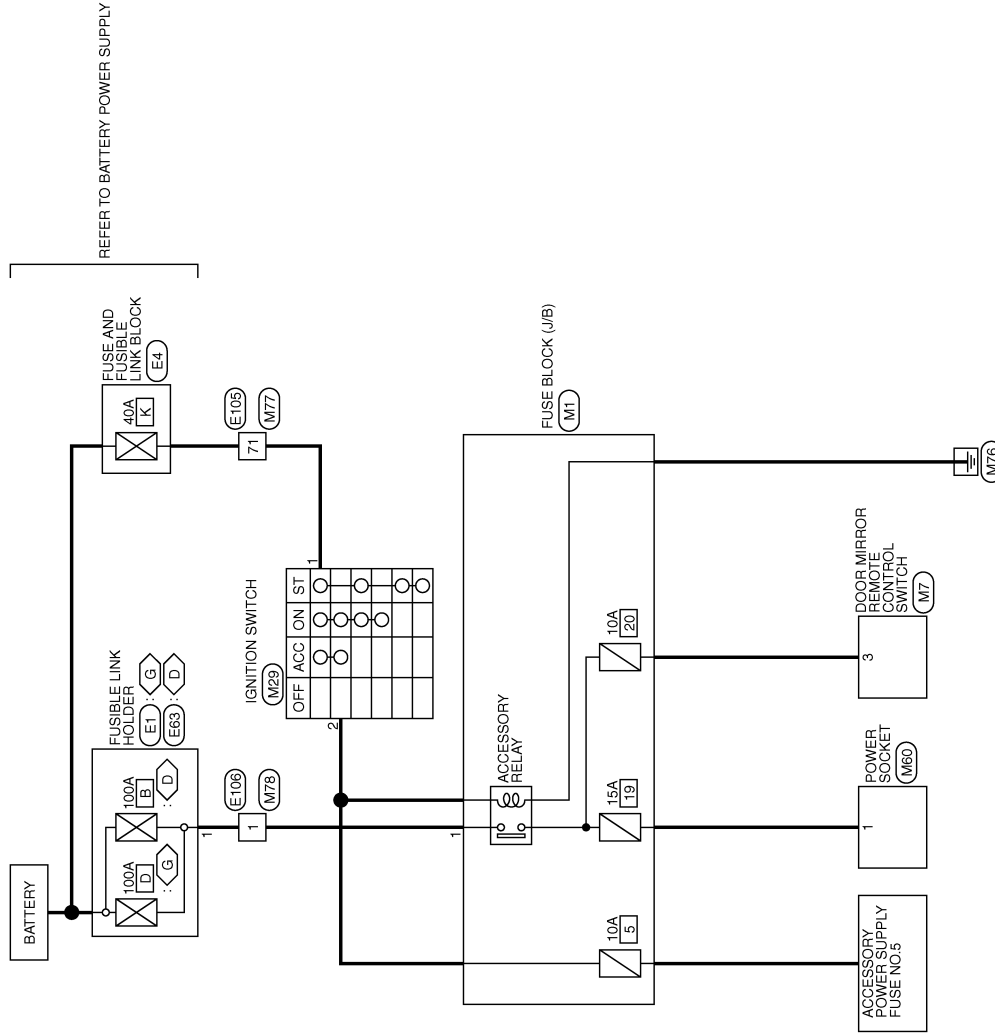 REFER TO BATTERY POWER SUPPLY
BATTERY
FUSE AND
FUSIBLE
LINK BLOCK
E4
40A
K
FUSIBLE LINK
HOLDER
E1 : G
E63 : D
100A
B
: D
100A
D
: G
1
E105
71
M77
E106
1
M78
IGNITION SWITCH
M29
OFF ACC ON ST
1
2
FUSE BLOCK (J/B)
M1
1
ACCESSORY
RELAY
10A
5
15A
19
10A
20
ACCESSORY
POWER SUPPLY
FUSE NO.5
POWER
SOCKET
M60
1
DOOR MIRROR
REMOTE
CONTROL
SWITCH
M7
3
M76